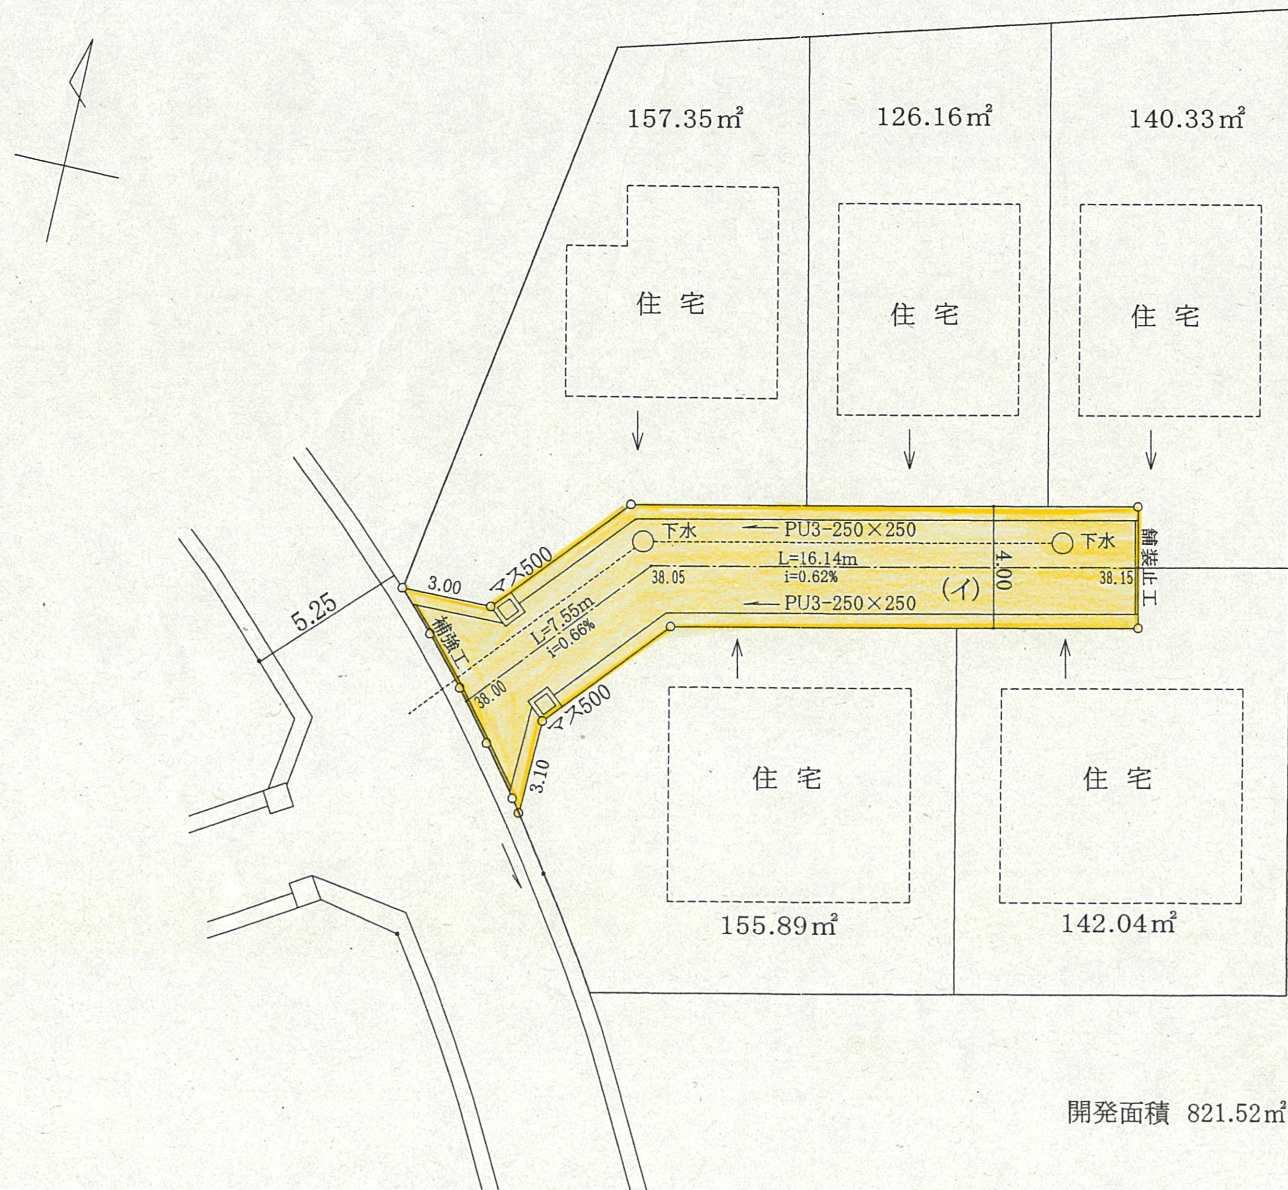 157.35㎡
126.16㎡
140.33㎡
住宅
住宅
住宅
下水
PU3-250×250
下水
舗装止工
L=16.14m
i=0.62%
4.00
38.05
38.15
(イ)
PU3-250×250
マス500
3.00
5.25
補強工
L=7.55m
i=0.66%
38.00
マス500
3.10
住宅
住宅
155.89㎡
142.04㎡
開発面積 821.52㎡